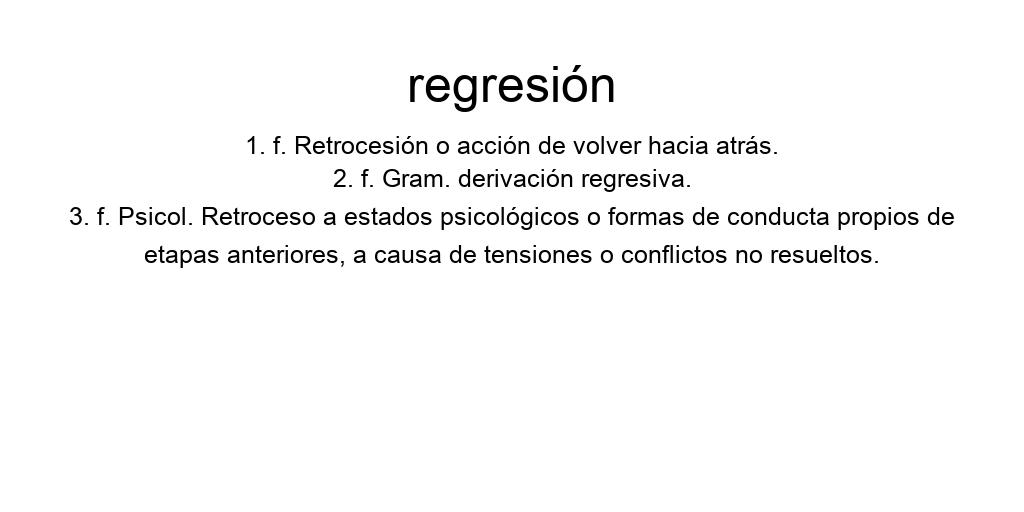 regresión
1. f. Retrocesión o acción de volver hacia atrás.
2. f. Gram. derivación regresiva.
3. f. Psicol. Retroceso a estados psicológicos o formas de conducta propios de
etapas anteriores, a causa de tensiones o conflictos no resueltos.